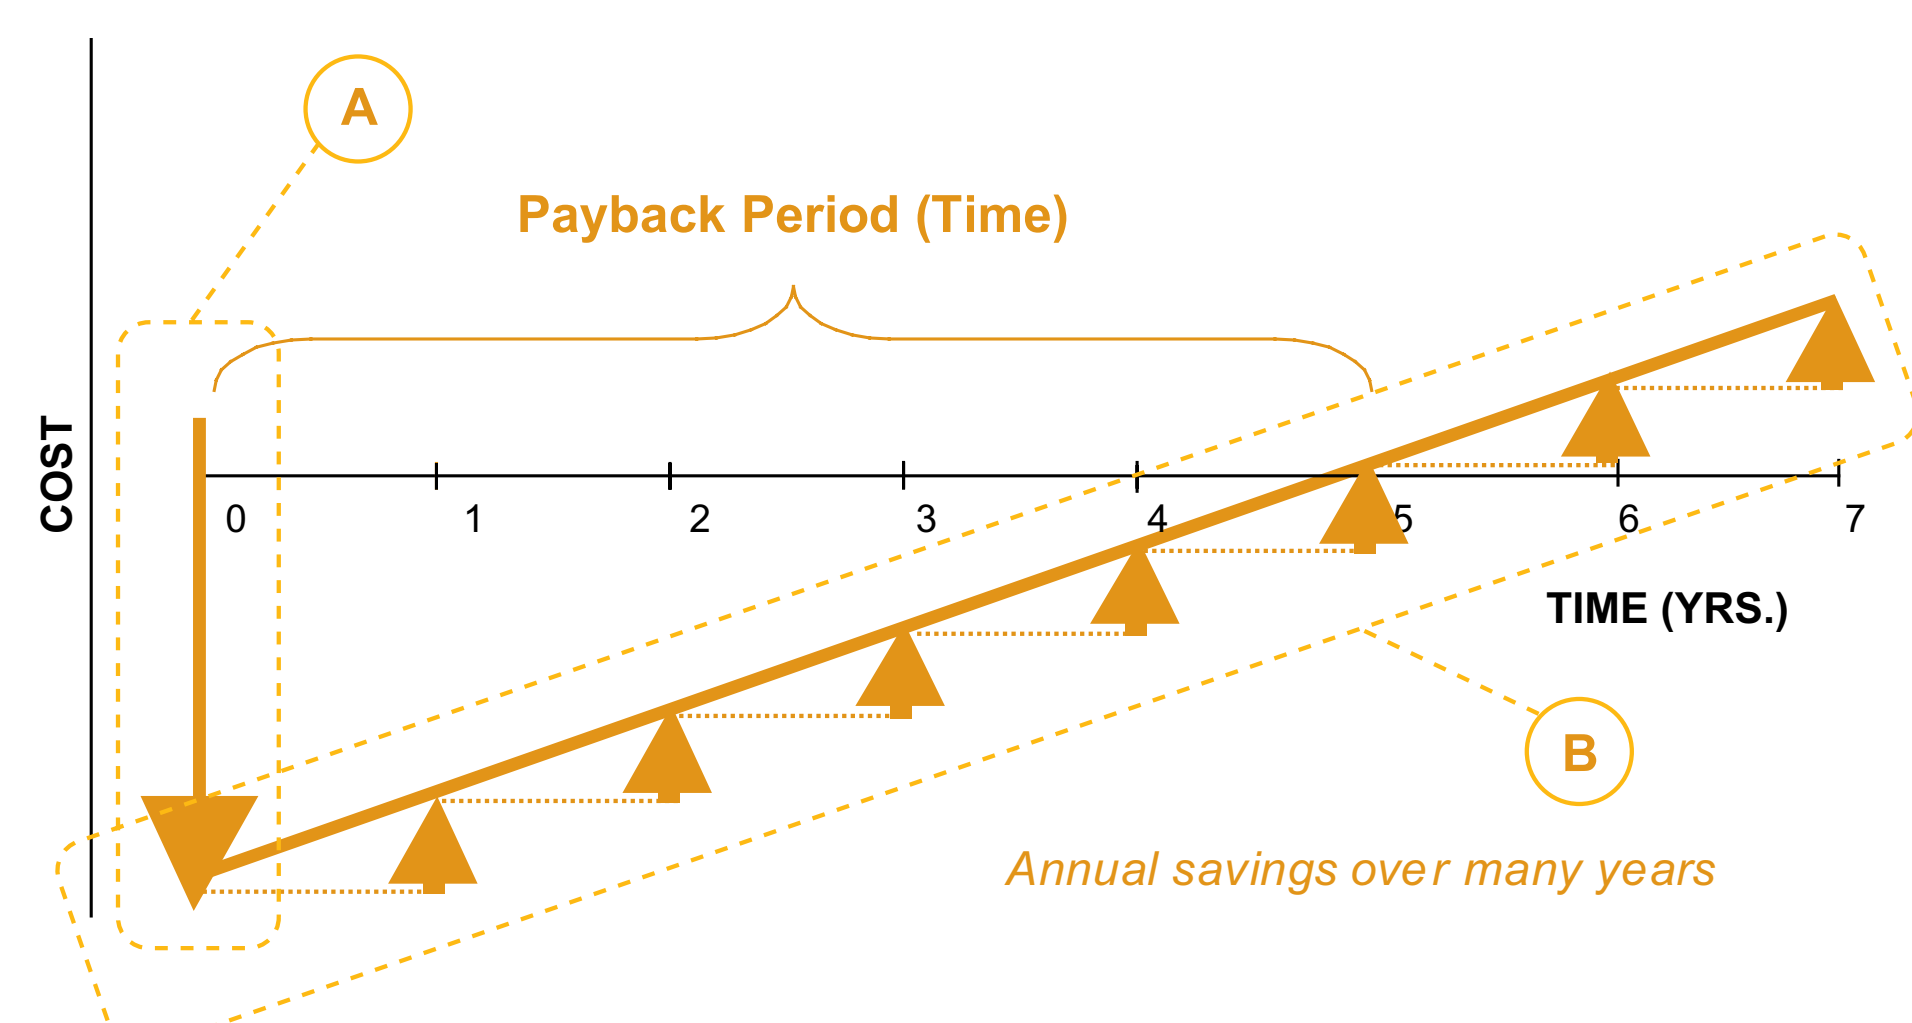 A
Payback Period (Time)
COST
0 1 2 3 4 5 6 7
TIME (YRS.)
B
Annual savings over many years